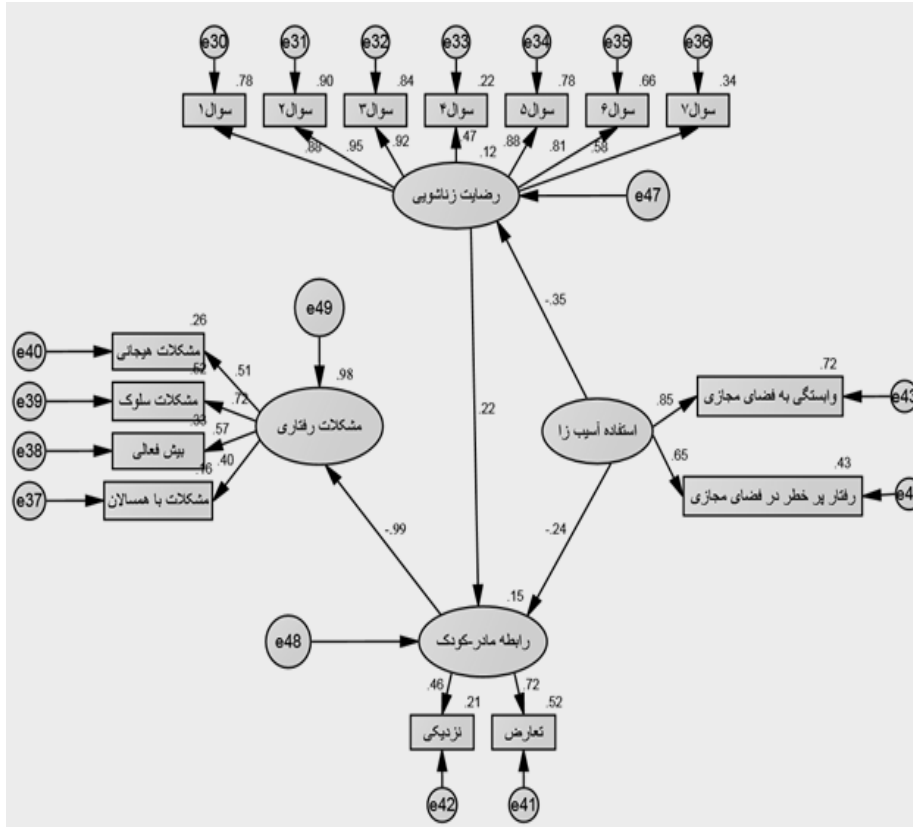 e30 e31 e32 e33 e34 e35 e36
.78 .90 .84 .22 .78 .66 .34
سوال۱ سوال۲ سوال۳ سوال۴ سوال۵ سوال۶ سوال۷
.88 .95 .92 .47 .88 .81 .58
.12
رضایت زناشویی
e47
-.35
e49
.98
مشکلات رفتاری
e40
.26
مشکلات هیجانی
.51
e39
.52
مشکلات سلوک
.72
e38
.33
بیش فعالی
.57
e37
.16
مشکلات با همسالان
.40
.22
استفاده آسیب زا
.85
.72
وابستگی به فضای مجازی
e43
.65
.43
رفتار پر خطر در فضای مجازی
e4
-.24
-.99
.15
رابطه مادر-کودک
e48
.46 .72
.21 .52
نزدیکی
تعارض
e42 e41